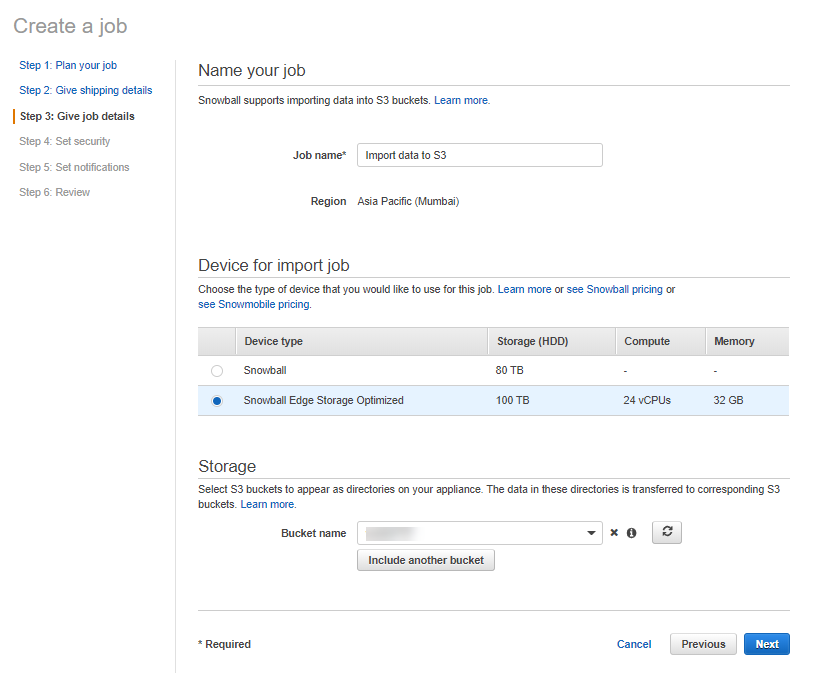 Create a job
Step 1: Plan your job
Step 2: Give shipping details
Step 3: Give job details
Step 4: Set security
Step 5: Set notifications
Step 6: Review
Name your job
Snowball supports importing data into S3 buckets. Learn more.
Job name* Import data to S3
Region Asia Pacific (Mumbai)
Device for import job
Choose the type of device that you would like to use for this job. Learn more or see Snowball pricing or
see Snowmobile pricing.
Device type Storage (HDD) Compute Memory
Snowball 80 TB - -
Snowball Edge Storage Optimized 100 TB 24 vCPUs 32 GB
Storage
Select S3 buckets to appear as directories on your appliance. The data in these directories is transferred to corresponding S3
buckets. Learn more.
Bucket name
Include another bucket
* Required Cancel Previous Next